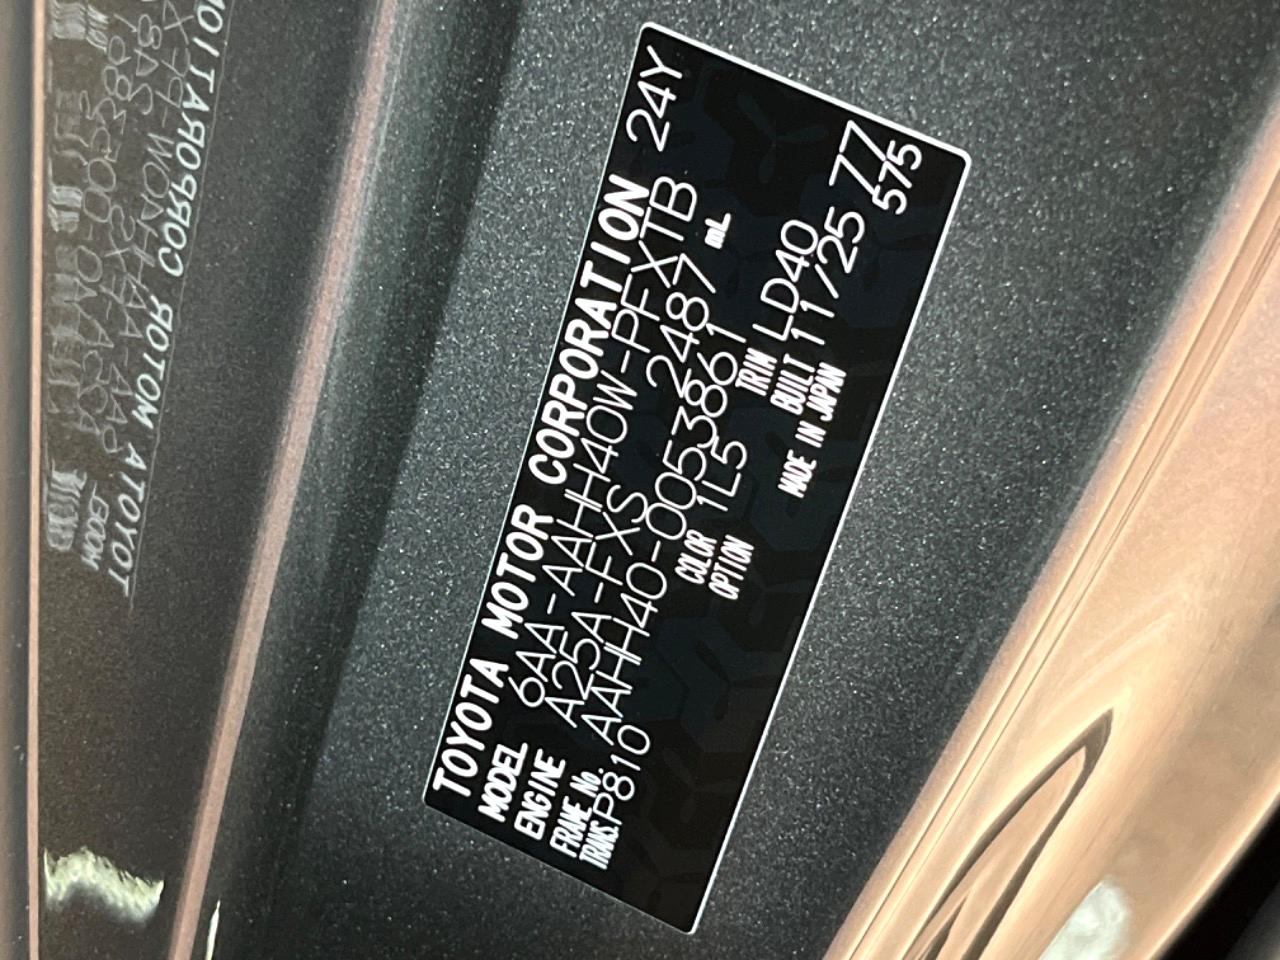 TOYOTA MOTOR CORPORATION 24Y
MODEL 6AA-AAHH40W-PFXTB
ENGINE A25A-FXS 2487 mL
FRAME No. AAHH40-0053861
TRANS. P810
COLOR 1L5 TRIM LD40
OPTION BUILT 11/25 77
MADE IN JAPAN 575